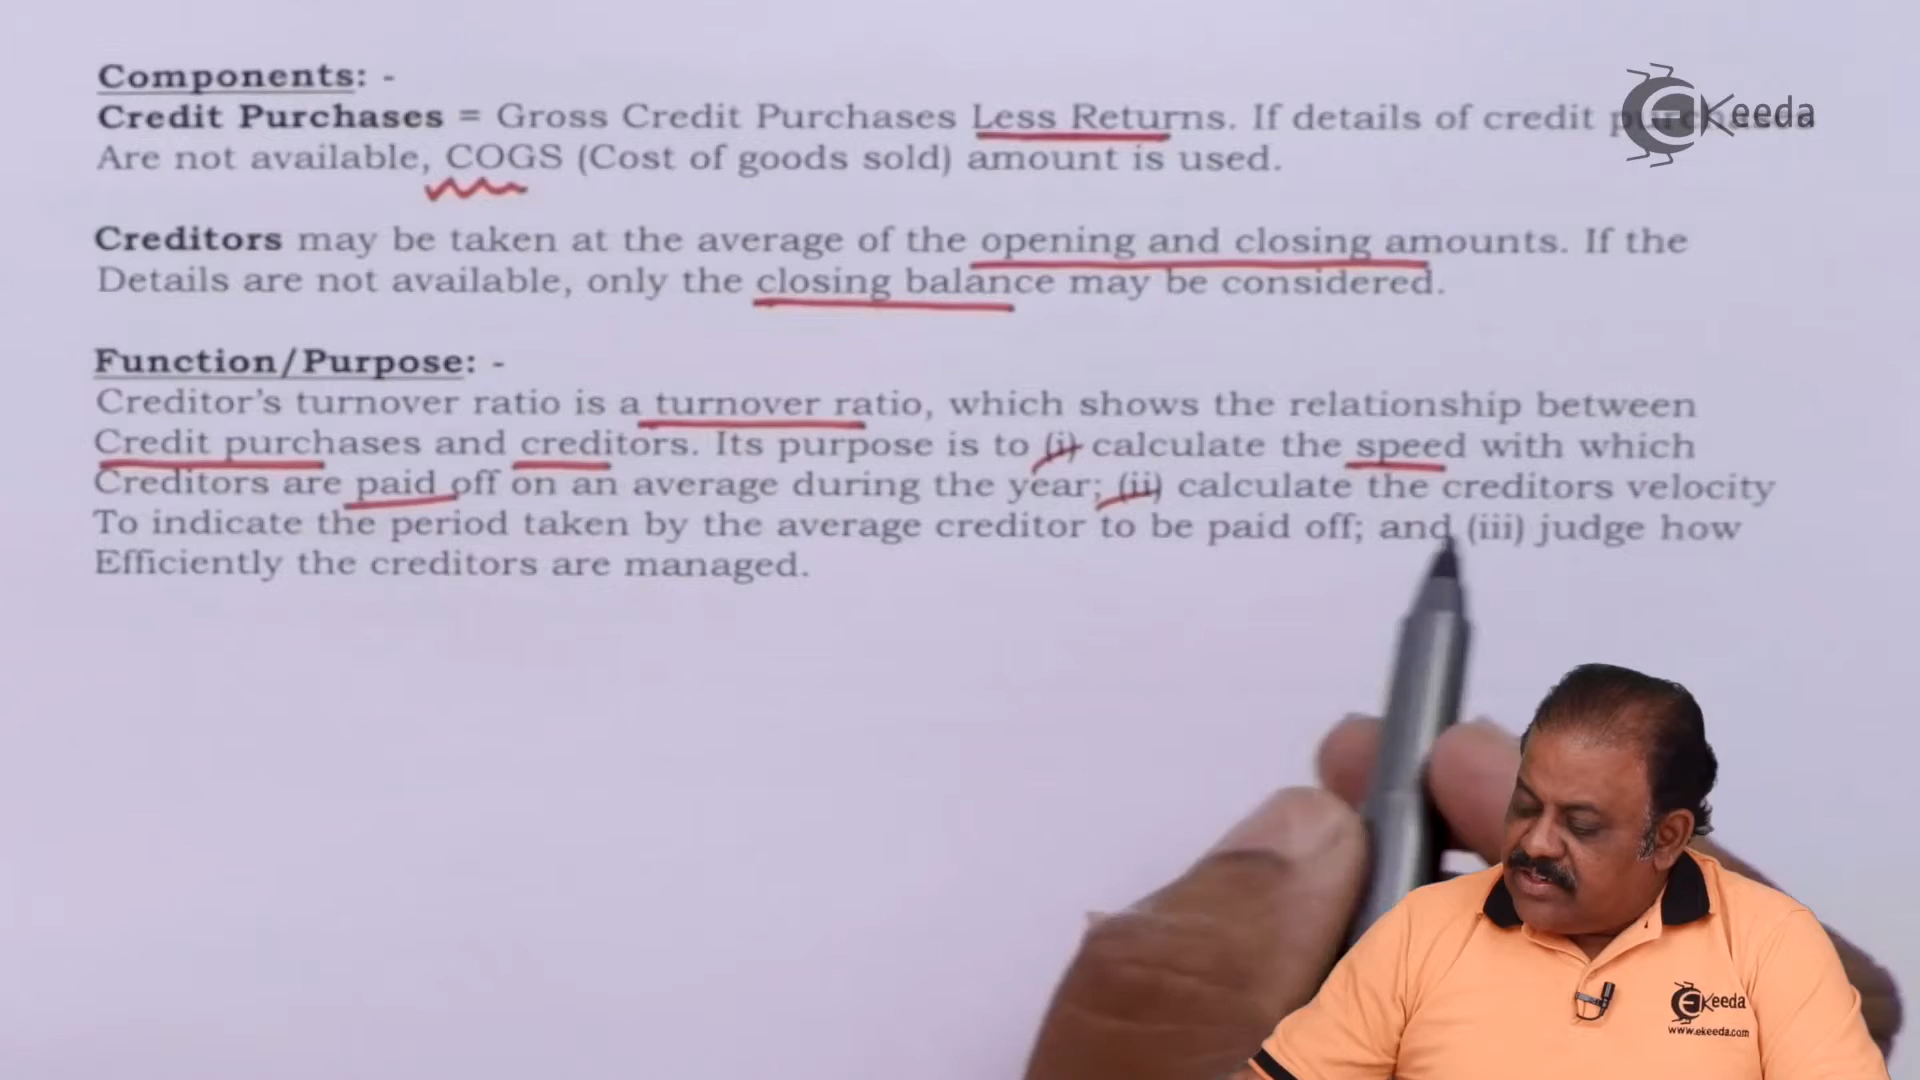 Components: -
Credit Purchases = Gross Credit Purchases Less Returns. If details of credit
Are not available, COGS (Cost of goods sold) amount is used.
Creditors may be taken at the average of the opening and closing amounts. If the
Details are not available, only the closing balance may be considered.
Function/Purpose: -
Creditor's turnover ratio is a turnover ratio, which shows the relationship between
Credit purchases and creditors. Its purpose is to (i) calculate the speed with which
Creditors are paid off on an average during the year; (ii) calculate the creditors velocity
To indicate the period taken by the average creditor to be paid off; and (iii) judge how
Efficiently the creditors are managed.
eKeeda
eKeeda
www.ekeeda.com